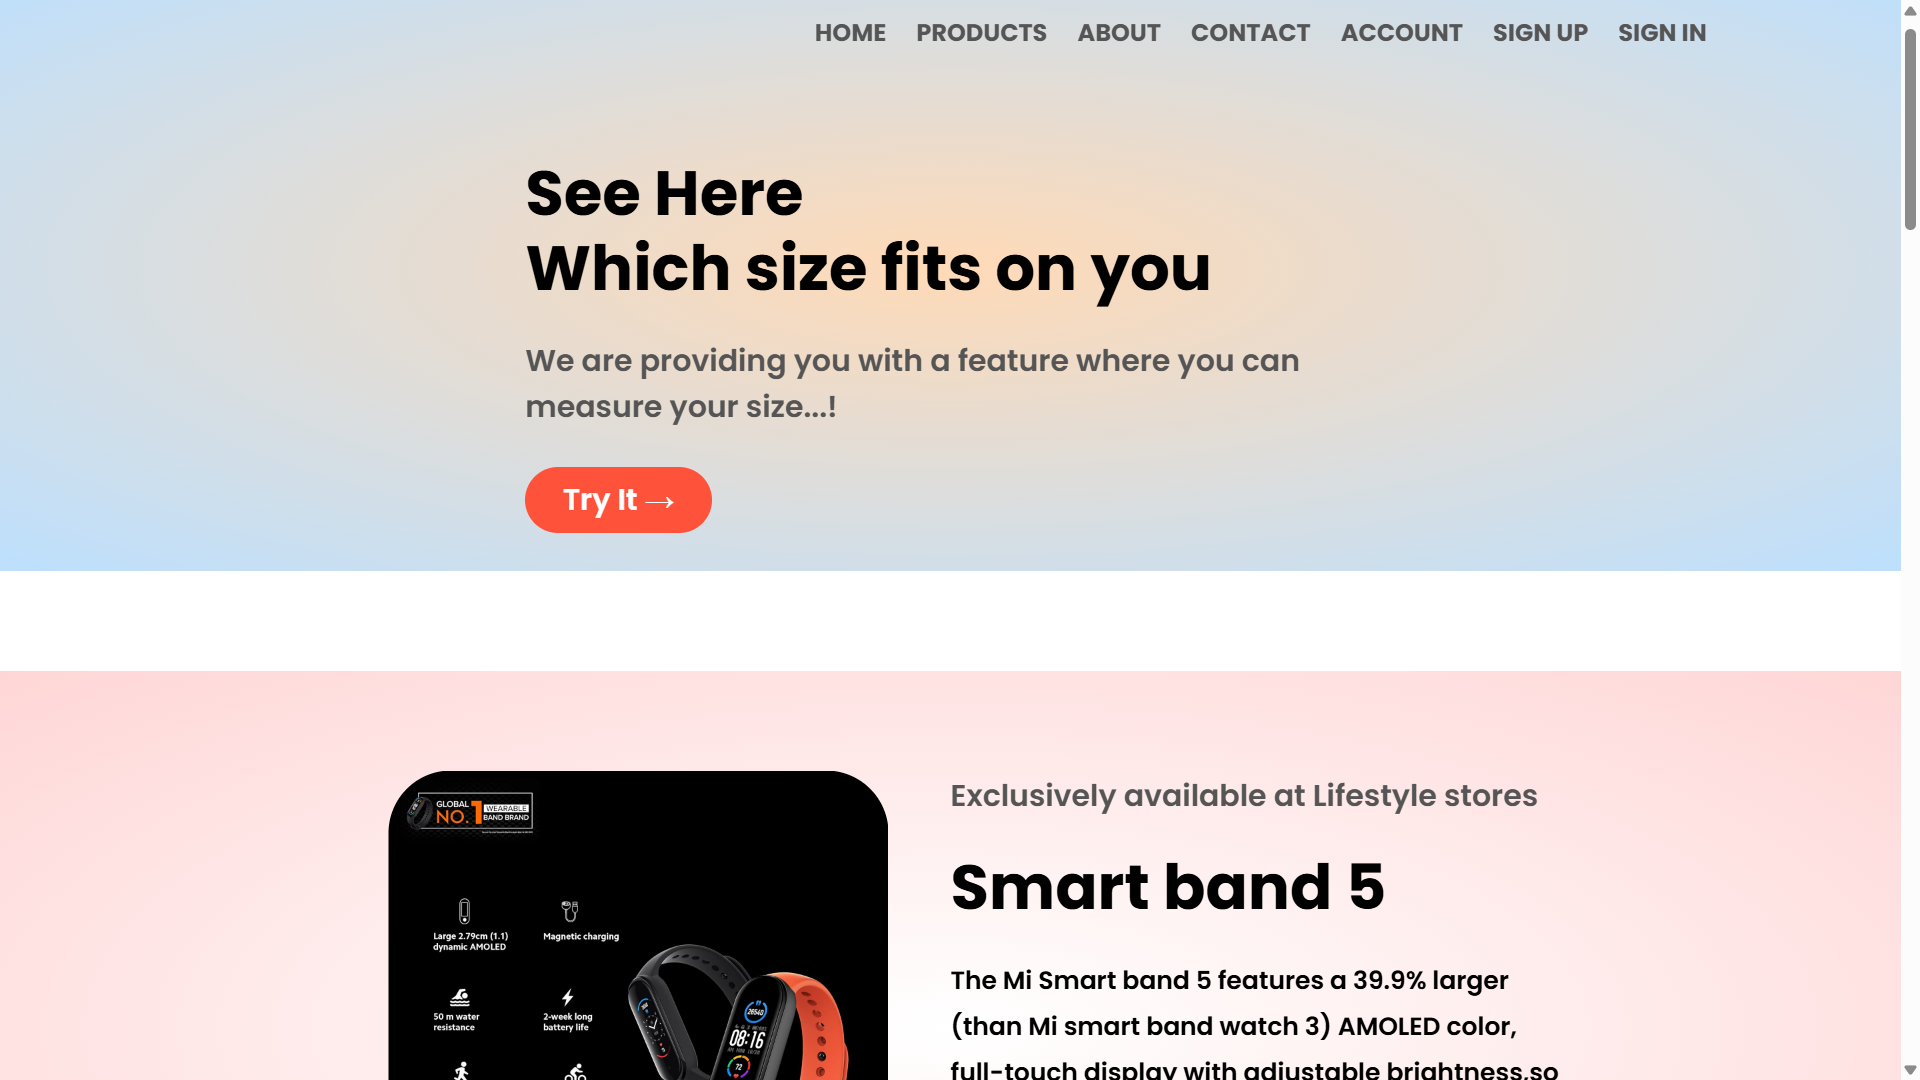 HOME PRODUCTS ABOUT CONTACT ACCOUNT SIGN UP SIGN IN
See Here
Which size fits on you
We are providing you with a feature where you can
measure your size...!
Try It →
GLOBAL
NO. 1
WEARABLE
BAND BRAND
Large 2.79cm (1.1)
dynamic AMOLED
Magnetic charging
50 m water
resistance
2-week long
battery life
26540
08:16
72
Exclusively available at Lifestyle stores
Smart band 5
The Mi Smart band 5 features a 39.9% larger
(than Mi smart band watch 3) AMOLED color,
full-touch display with adjustable brightness,so